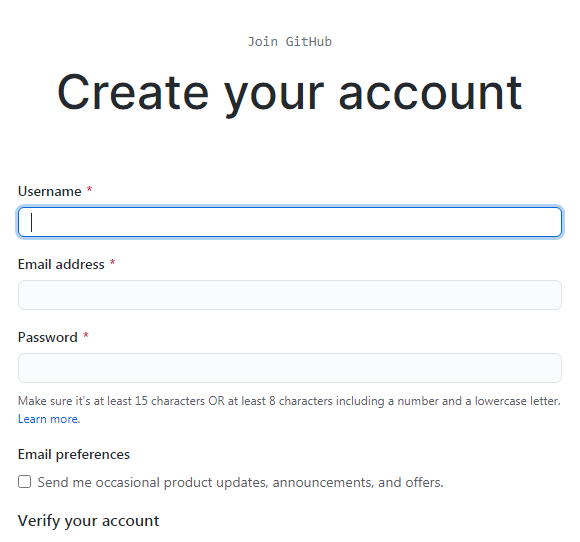 Join GitHub
Create your account
Username *
Email address *
Password *
Make sure it's at least 15 characters OR at least 8 characters including a number and a lowercase letter.
Learn more.
Email preferences
Send me occasional product updates, announcements, and offers.
Verify your account